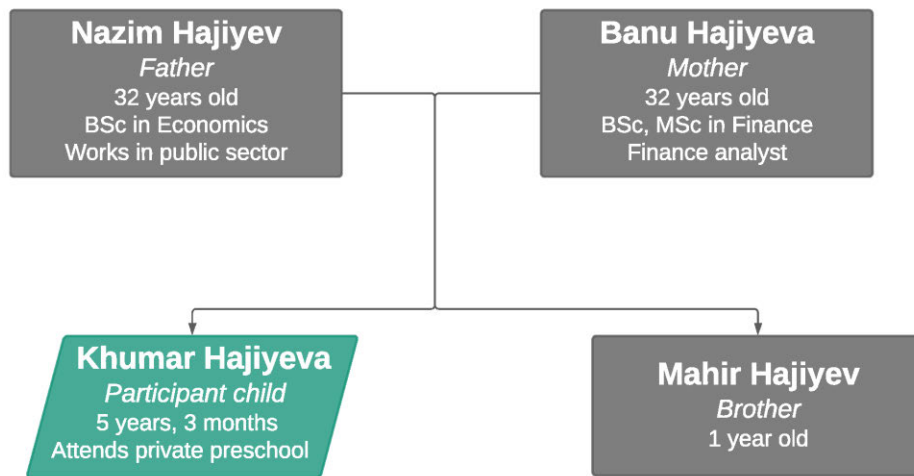 Nazim Hajiyev
Father
32 years old
BSc in Economics
Works in public sector
Banu Hajiyeva
Mother
32 years old
BSc, MSc in Finance
Finance analyst
Khumar Hajiyeva
Participant child
5 years, 3 months
Attends private preschool
Mahir Hajiyev
Brother
1 year old